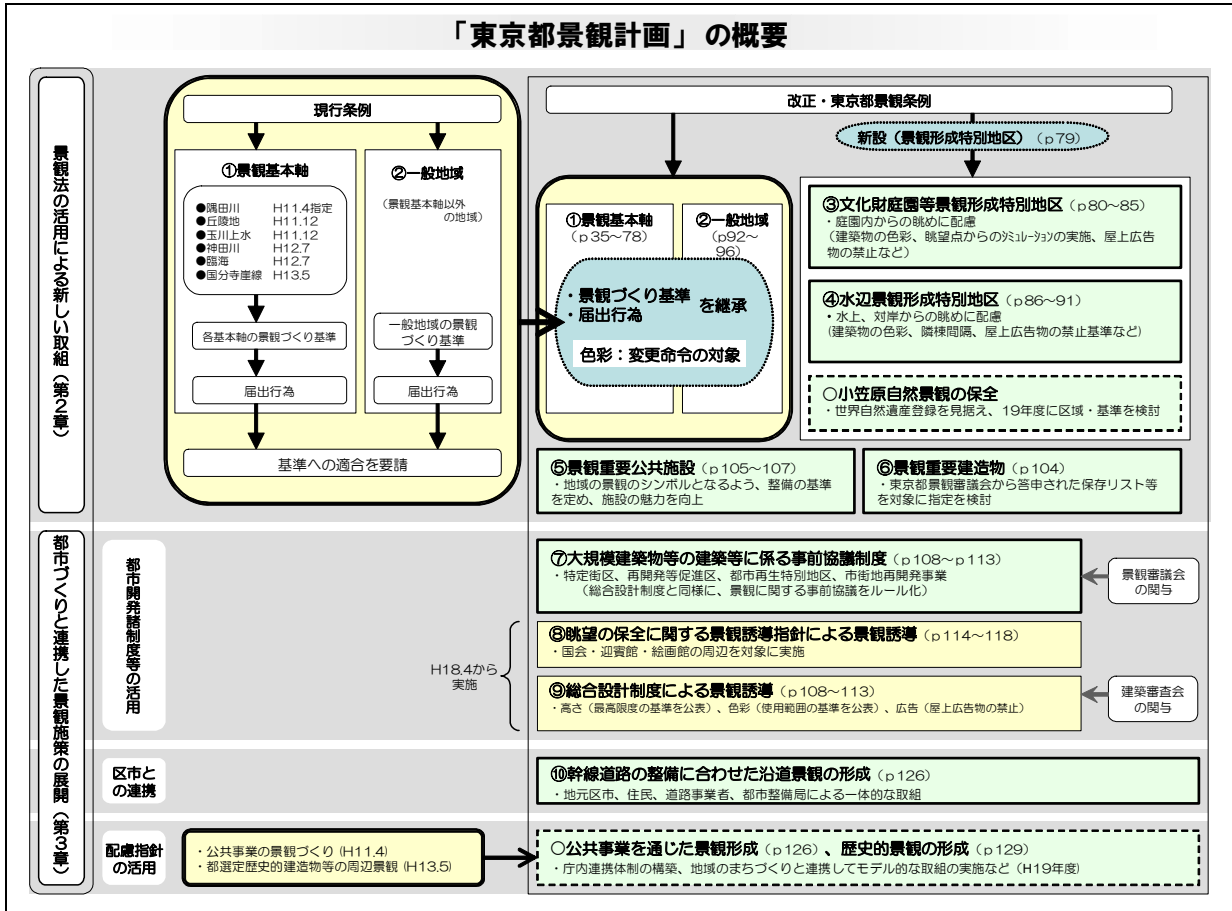 「東京都景観計画」の概要
景観法の活用による新しい取組（第２章）
現行条例
①景観基本軸
●隅田川 H11.4指定
●丘陵地 H11.12
●玉川上水 H11.12
●神田川 H12.7
●臨海 H12.7
●国分寺崖線 H13.5
各基本軸の景観づくり基準
届出行為
②一般地域
（景観基本軸以外
の地域）
一般地域の景観
づくり基準
届出行為
基準への適合を要請
改正・東京都景観条例
新設（景観形成特別地区）（p79）
①景観基本軸
（p35～78）
②一般地域
（p92～
96）
・景観づくり基準
・届出行為
を継承
色彩：変更命令の対象
③文化財庭園等景観形成特別地区（p80～85）
・庭園内からの眺めに配慮
（建築物の色彩、眺望点からのシミュレーションの実施、屋上広告
物の禁止など）
④水辺景観形成特別地区（p86～91）
・水上、対岸からの眺めに配慮
（建築物の色彩、隣棟間隔、屋上広告物の禁止基準など）
○小笠原自然景観の保全
・世界自然遺産登録を見据え、19年度に区域・基準を検討
⑤景観重要公共施設（p105～107）
・地域の景観のシンボルとなるよう、整備の基準
を定め、施設の魅力を向上
⑥景観重要建造物（p104）
・東京都景観審議会から答申された保存リスト等
を対象に指定を検討
都市づくりと連携した景観施策の展開（第３章）
都市開発諸制度等の活用
⑦大規模建築物等の建築等に係る事前協議制度（p108～p113）
・特定街区、再開発等促進区、都市再生特別地区、市街地再開発事業
（総合設計制度と同様に、景観に関する事前協議をルール化）
景観審議会
の関与
H18.4から
実施
⑧眺望の保全に関する景観誘導指針による景観誘導（p114～118）
・国会・迎賓館・絵画館の周辺を対象に実施
⑨総合設計制度による景観誘導（p108～113）
・高さ（最高限度の基準を公表）、色彩（使用範囲の基準を公表）、広告（屋上広告物の禁止）
建築審査会
の関与
区市と
の連携
⑩幹線道路の整備に合わせた沿道景観の形成（p126）
・地元区市、住民、道路事業者、都市整備局による一体的な取組
配慮指針
の活用
・公共事業の景観づくり（H11.4）
・都選定歴史的建造物等の周辺景観（H13.5）
○公共事業を通じた景観形成（p126）、歴史的景観の形成（p129）
・庁内連携体制の構築、地域のまちづくりと連携してモデル的な取組の実施など（H19年度）